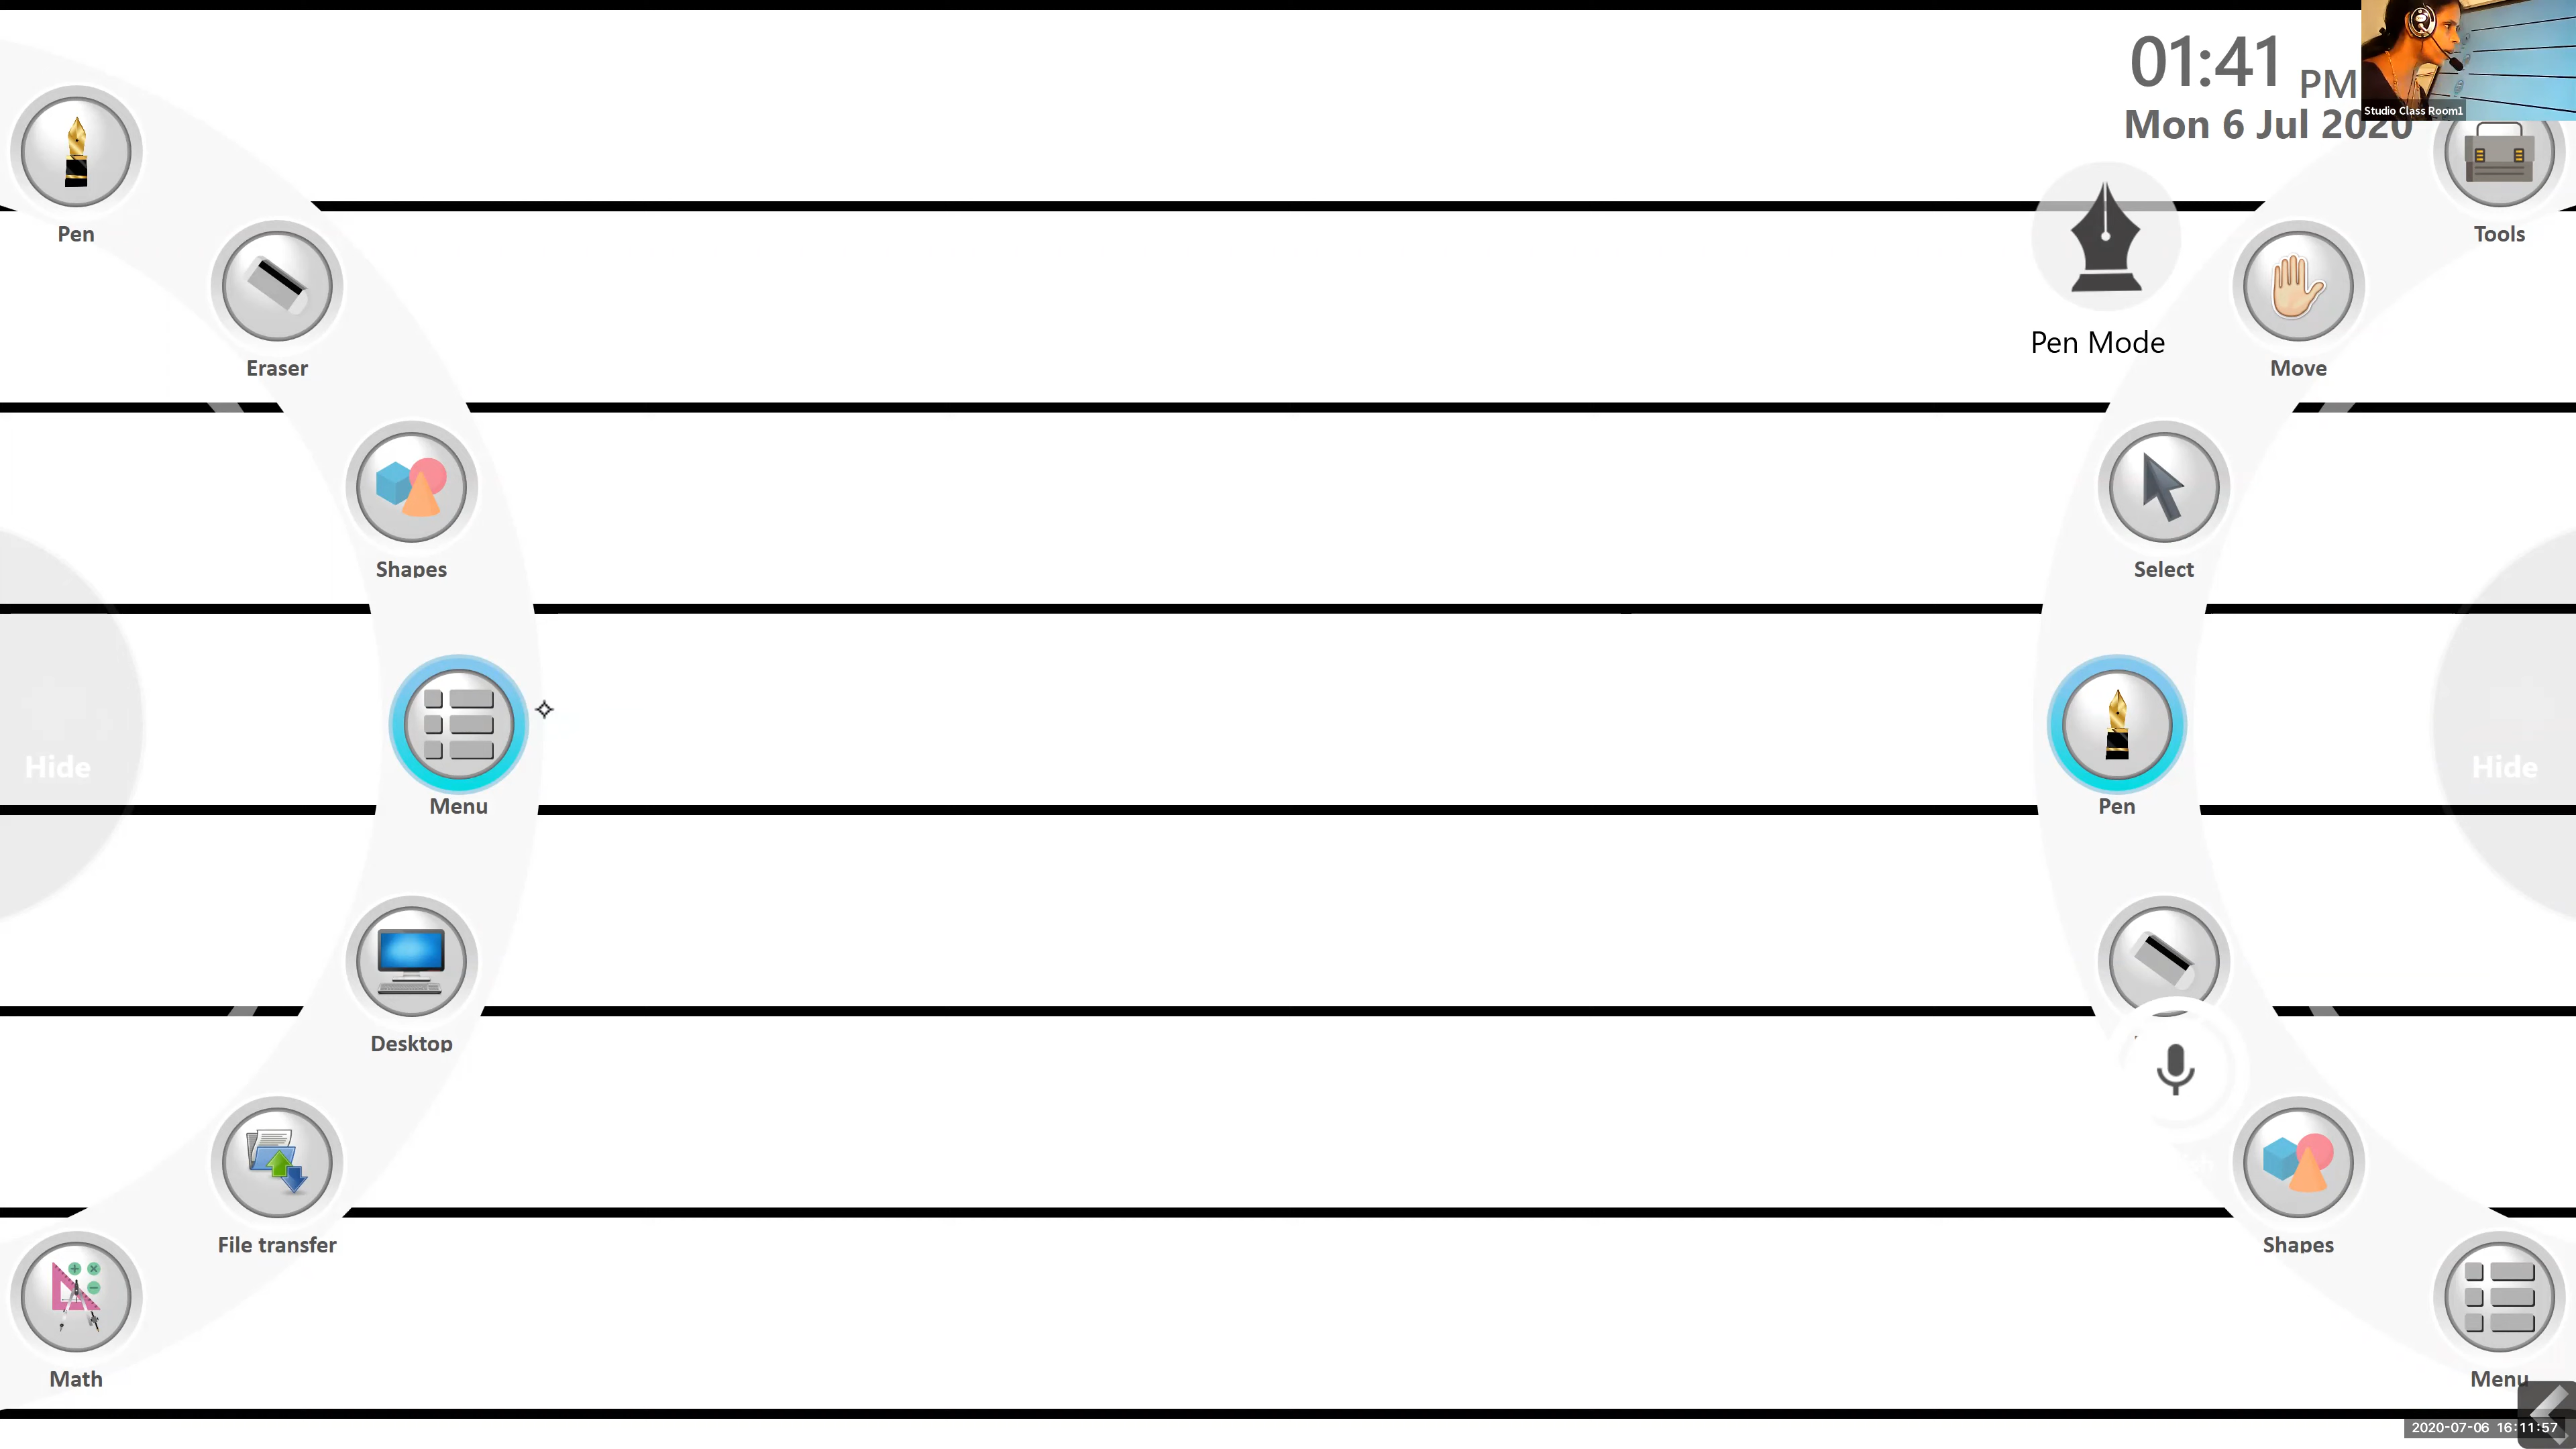 01:41 PM
Studio Class Room1
Mon 6 Jul 2020
Pen
Tools
Pen Mode
Eraser
Move
Shapes
Select
Hide
Hide
Menu
Pen
Desktop
File transfer
Shapes
Math
Menu
2020-07-06 16:11:57